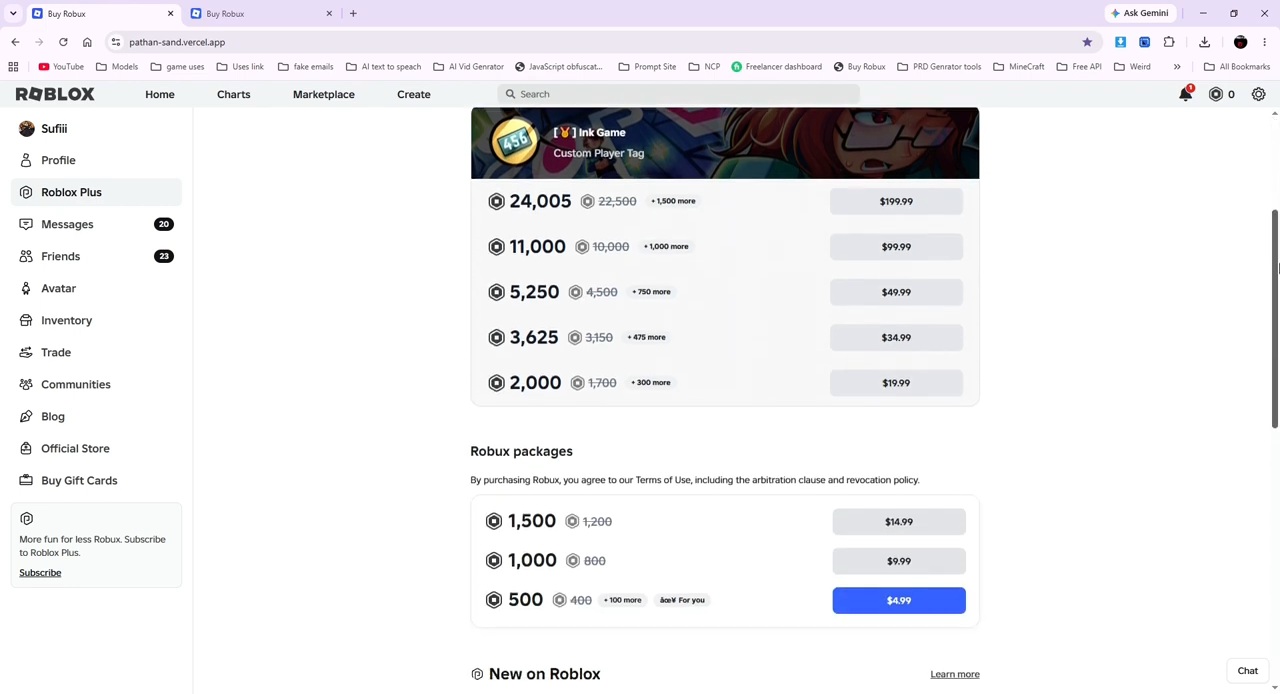 Buy Robux
Buy Robux
Ask Gemini
pathan-sand.vercel.app
YouTube
Models
game uses
Uses link
fake emails
AI text to speach
AI Vid Genrator
JavaScript obfuscat...
Prompt Site
NCP
Freelancer dashboard
Buy Robux
PRD Genrator tools
MineCraft
Free API
Weird
All Bookmarks
ROBLOX
Home
Charts
Marketplace
Create
Search
1
0
Sufiii
Profile
Roblox Plus
Messages 20
Friends 23
Avatar
Inventory
Trade
Communities
Blog
Official Store
Buy Gift Cards
More fun for less Robux. Subscribe
to Roblox Plus.
Subscribe
456
[🏅] Ink Game
Custom Player Tag
24,005 22,500 + 1,500 more $199.99
11,000 10,000 + 1,000 more $99.99
5,250 4,500 + 750 more $49.99
3,625 3,150 + 475 more $34.99
2,000 1,700 + 300 more $19.99
Robux packages
By purchasing Robux, you agree to our Terms of Use, including the arbitration clause and revocation policy.
1,500 1,200 $14.99
1,000 800 $9.99
500 400 + 100 more âœ¥ For you $4.99
New on Roblox
Learn more
Chat